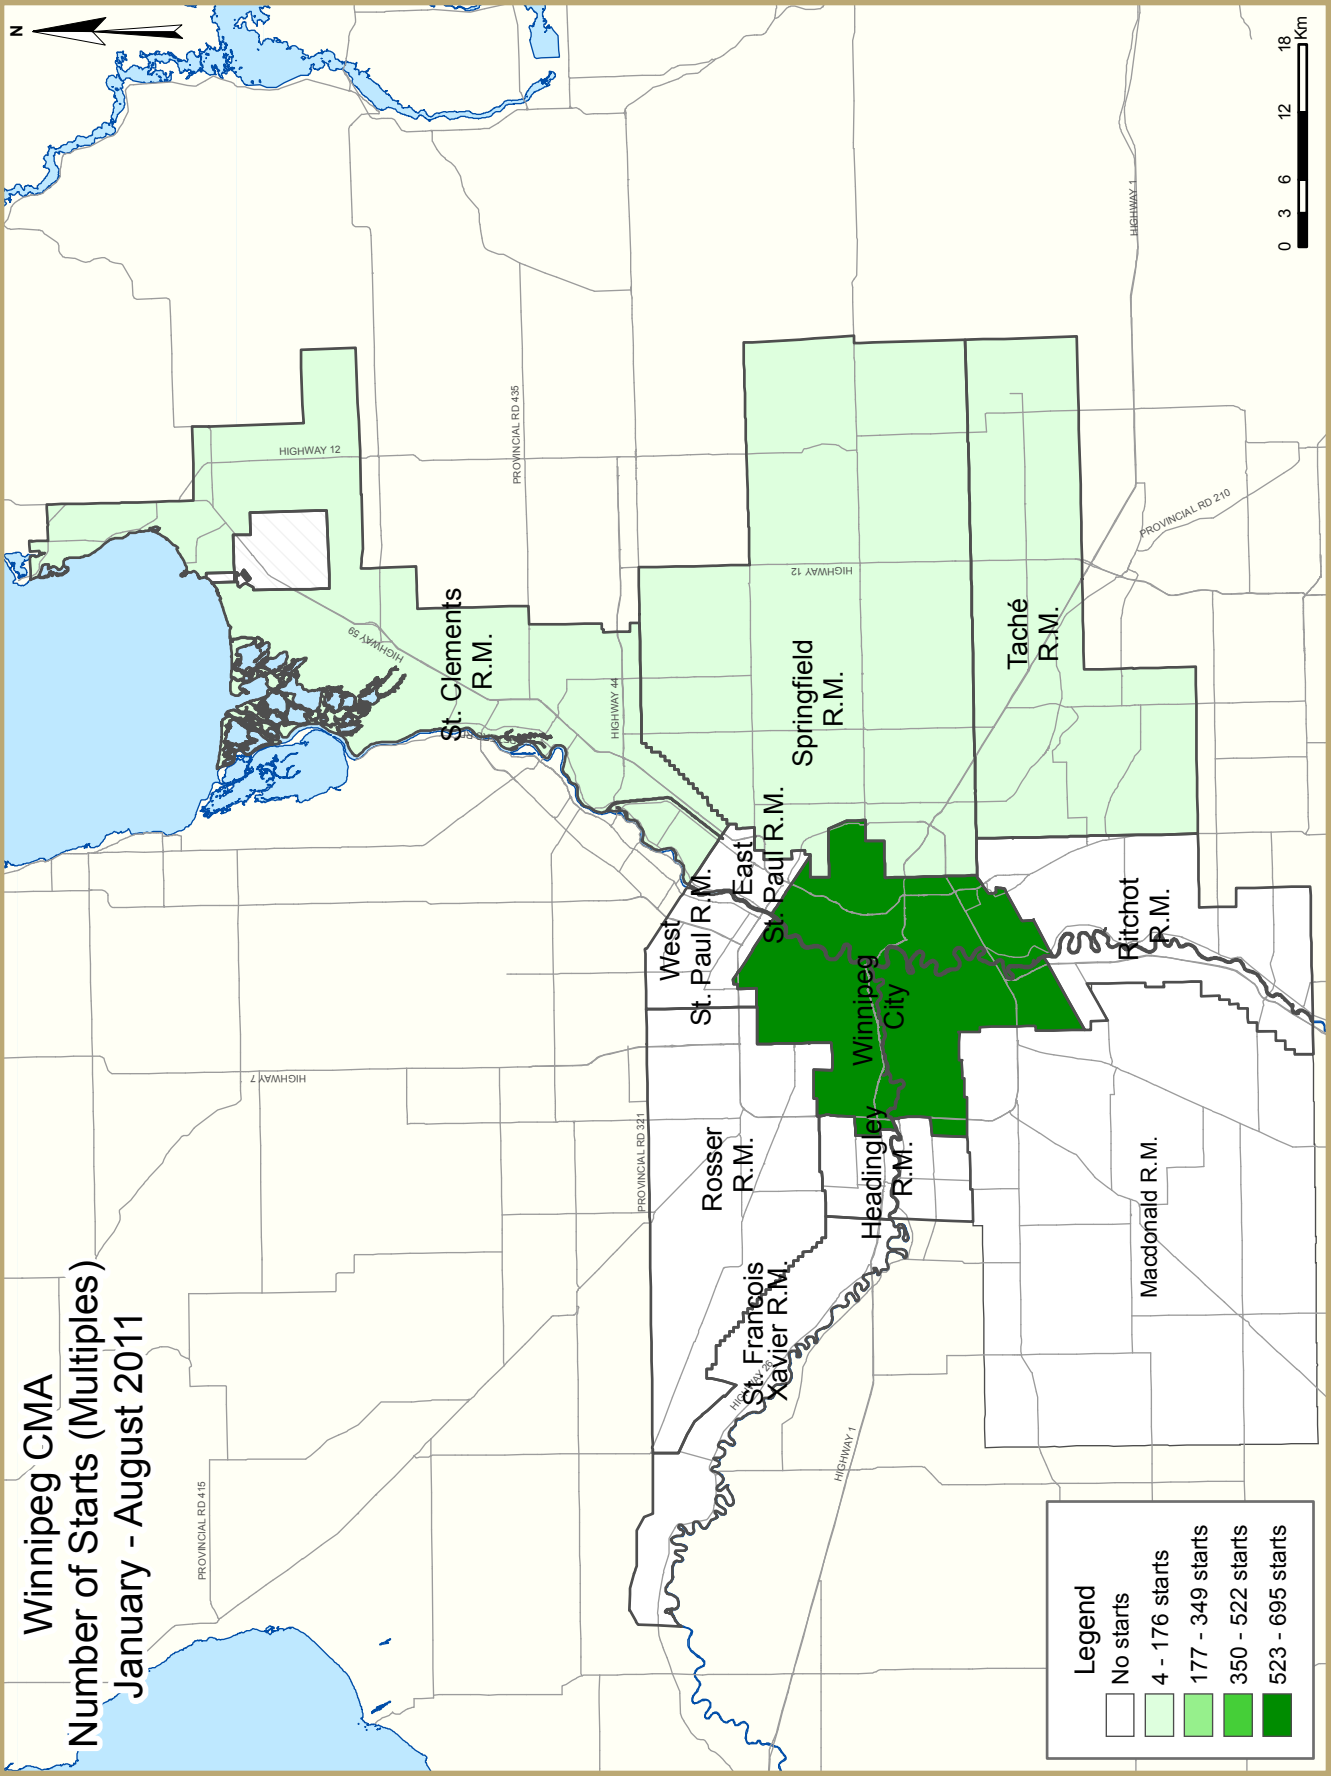 Winnipeg CMA
Number of Starts (Multiples)
January - August 2011
N
PROVINCIAL RD 415
HIGHWAY 7
HIGHWAY 12
HIGHWAY 59
PROVINCIAL RD 435
St. Clements
R.M.
HIGHWAY 44
PROVINCIAL RD 321
West
St. Paul R.M.
East
St. Paul R.M.
Rosser
R.M.
St. Francois
Xavier R.M.
HIGHWAY 26
Springfield
R.M.
HIGHWAY 12
Winnipeg
City
Headingley
R.M.
HIGHWAY 1
Taché
R.M.
HIGHWAY 1
PROVINCIAL RD 210
Ritchot
R.M.
Macdonald R.M.
Legend
No starts
4 - 176 starts
177 - 349 starts
350 - 522 starts
523 - 695 starts
0 3 6 12 18
Km